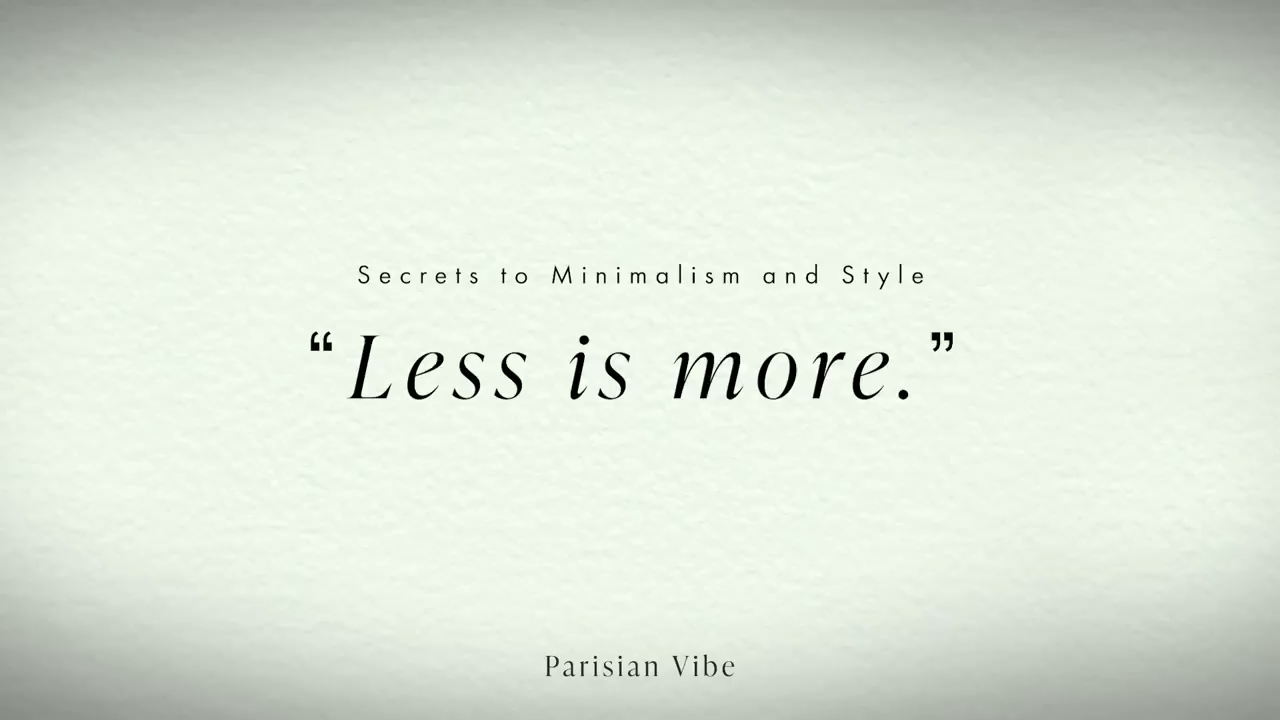 Secrets to Minimalism and Style
“Less is more.”
Parisian Vibe